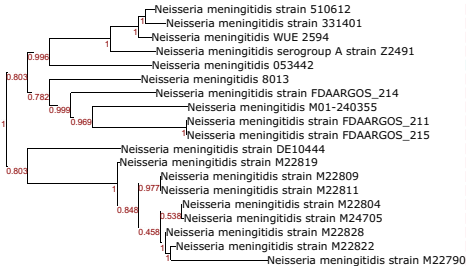 Neisseria meningitidis strain 510612
1
Neisseria meningitidis strain 331401
1
Neisseria meningitidis WUE 2594
1
Neisseria meningitidis serogroup A strain Z2491
0.996
Neisseria meningitidis 053442
0.803
Neisseria meningitidis 8013
0.782
Neisseria meningitidis strain FDAARGOS_214
0.999
Neisseria meningitidis M01-240355
0.969
Neisseria meningitidis strain FDAARGOS_211
1
Neisseria meningitidis strain FDAARGOS_215
1
Neisseria meningitidis strain DE10444
0.803
Neisseria meningitidis strain M22819
1
Neisseria meningitidis strain M22809
0.977
Neisseria meningitidis strain M22811
0.848
Neisseria meningitidis strain M22804
0.538
Neisseria meningitidis strain M24705
0.458
Neisseria meningitidis strain M22828
1
Neisseria meningitidis strain M22822
1
Neisseria meningitidis strain M22790